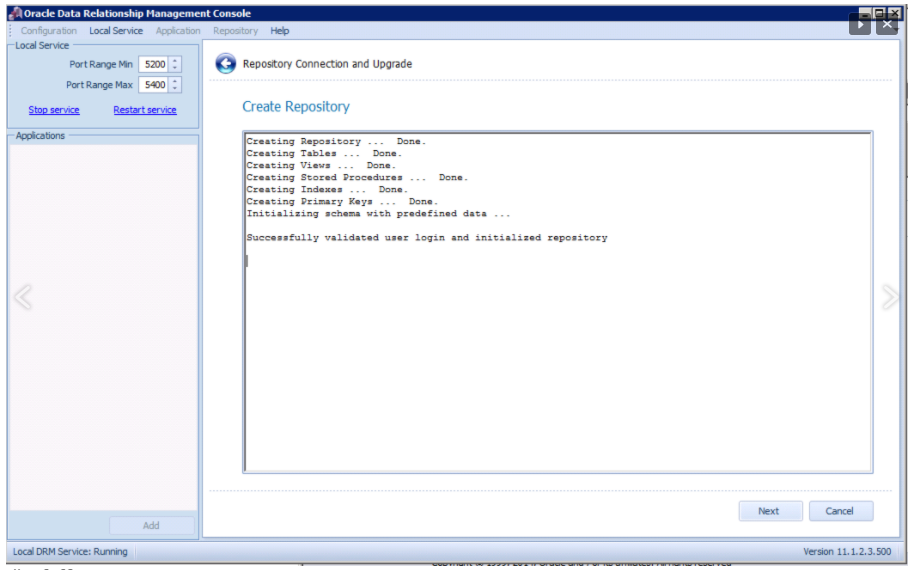 Oracle Data Relationship Management Console
Configuration Local Service Application Repository Help
Local Service
Port Range Min 5200
Port Range Max 5400
Stop service Restart service
Applications
Add
Repository Connection and Upgrade
Create Repository
Creating Repository ... Done.
Creating Tables ... Done.
Creating Views ... Done.
Creating Stored Procedures ... Done.
Creating Indexes ... Done.
Creating Primary Keys ... Done.
Initializing schema with predefined data ...
Successfully validated user login and initialized repository
Next Cancel
Local DRM Service: Running Version 11.1.2.3.500